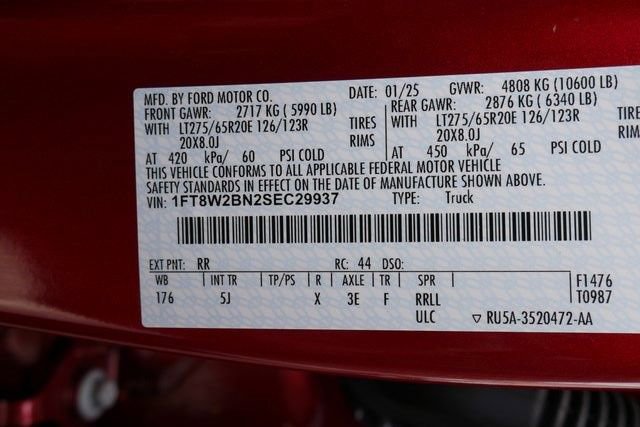 MFD. BY FORD MOTOR CO. DATE: 01/25 GVWR: 4808 KG (10600 LB)
FRONT GAWR: 2717 KG ( 5990 LB) REAR GAWR: 2876 KG ( 6340 LB)
WITH LT275/65R20E 126/123R TIRES WITH LT275/65R20E 126/123R TIRES
20X8.0J RIMS 20X8.0J RIMS
AT 420 kPa/ 60 PSI COLD AT 450 kPa/ 65 PSI COLD
THIS VEHICLE CONFORMS TO ALL APPLICABLE FEDERAL MOTOR VEHICLE
SAFETY STANDARDS IN EFFECT ON THE DATE OF MANUFACTURE SHOWN ABOVE.
VIN: 1FT8W2BN2SEC29937 TYPE: Truck
EXT PNT: RR RC: 44 DSO:
WB INT TR TP/PS R AXLE TR SPR F1476
176 5J X 3E F RRLL T0987
ULC ▽ RU5A-3520472-AA